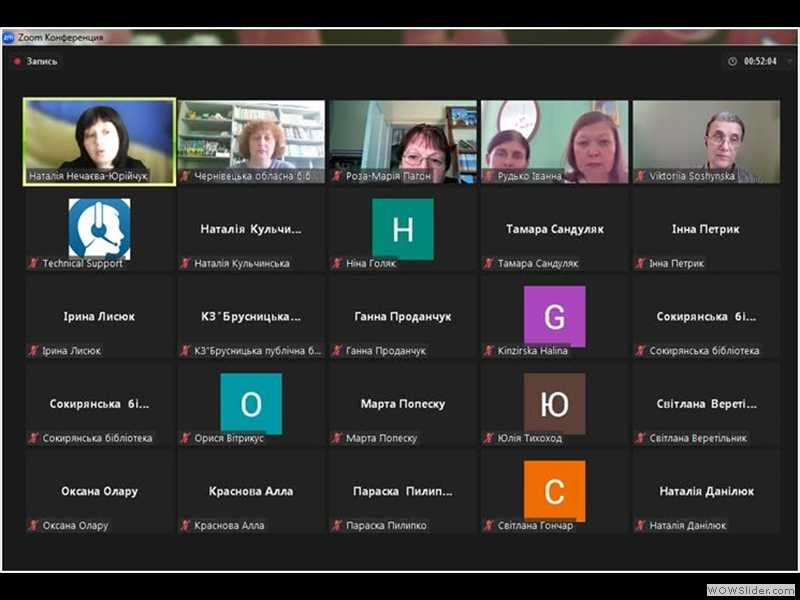 Zoom Конференция
Запись
00:52:04
Наталія Нечаєва-Юрійчук
Чернівецька обласна біб...
Роза-Марія Пагон
Рудько Іванна
Viktoriia Soshynska
Наталія Кульчи...
Н
Тамара Сандуляк
Інна Петрик
Technical Support
Наталія Кульчинська
Ніна Голяк
Тамара Сандуляк
Інна Петрик
Ірина Лисюк
КЗ"Брусницька...
Ганна Проданчук
G
Сокирянська бі...
Ірина Лисюк
КЗ"Брусницька публічна б...
Ганна Проданчук
Kinzirska Halina
Сокирянська бібліотека
Сокирянська бі...
О
Марта Попеску
Ю
Світлана Вереті...
Сокирянська бібліотека
Орися Вітрикус
Марта Попеску
Юлія Тихоход
Світлана Веретільник
Оксана Олару
Краснова Алла
Параска Пилип...
С
Наталія Данілюк
Оксана Олару
Краснова Алла
Параска Пилипко
Світлана Гончар
Наталія Данілюк
WOWSlider.com